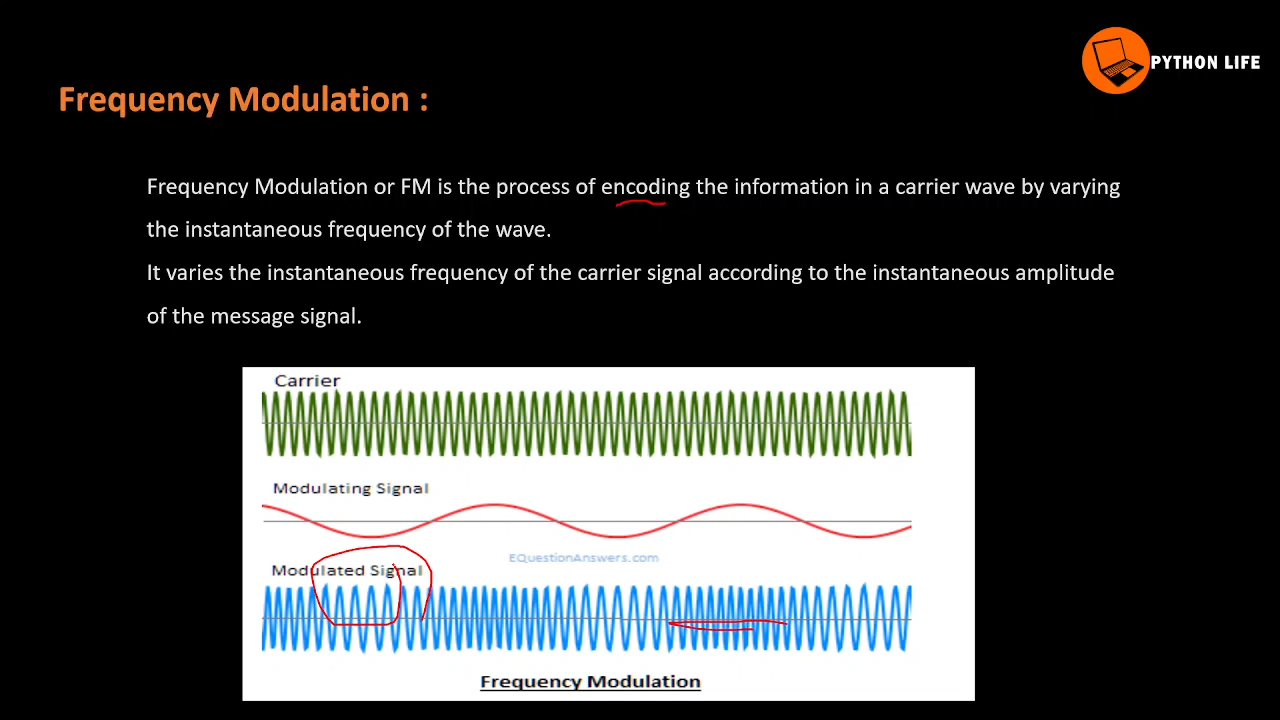 PYTHON LIFE
Frequency Modulation :
Frequency Modulation or FM is the process of encoding the information in a carrier wave by varying
the instantaneous frequency of the wave.
It varies the instantaneous frequency of the carrier signal according to the instantaneous amplitude
of the message signal.
Carrier
Modulating Signal
EQuestionAnswers.com
Modulated Signal
Frequency Modulation